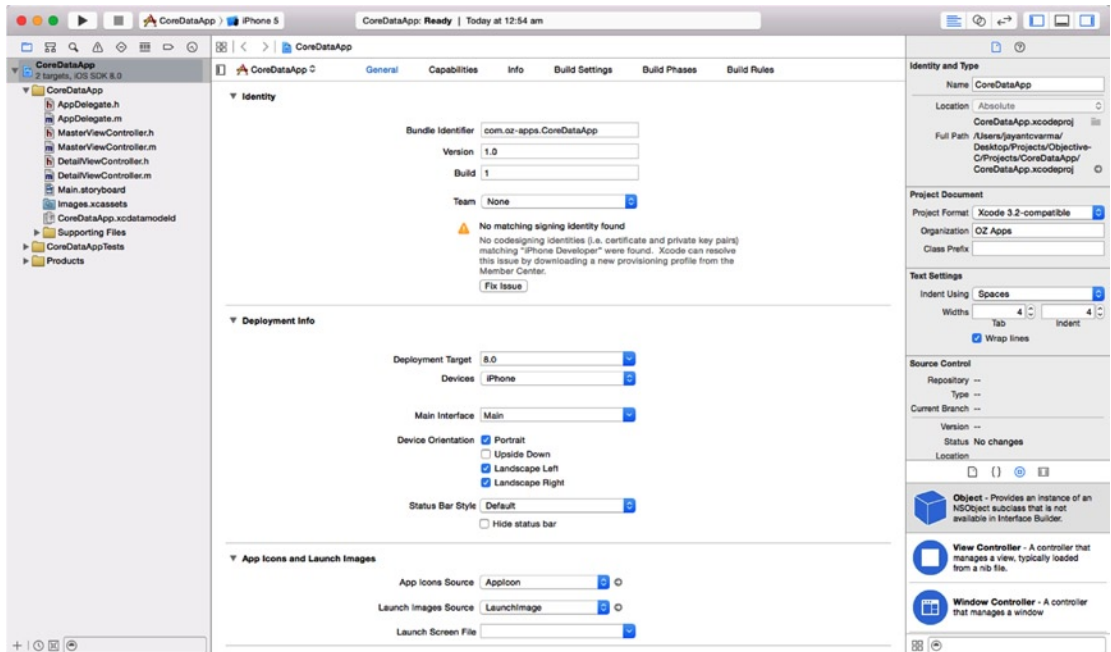 CoreDataApp
iPhone 5
CoreDataApp: Ready | Today at 12:54 am
CoreDataApp
2 targets, iOS SDK 8.0
CoreDataApp
AppDelegate.h
AppDelegate.m
MasterViewController.h
MasterViewController.m
DetailViewController.h
DetailViewController.m
Main.storyboard
Images.xcassets
CoreDataApp.xcdatamodeld
Supporting Files
CoreDataAppTests
Products
CoreDataApp
CoreDataApp
General Capabilities Info Build Settings Build Phases Build Rules
Identity
Bundle Identifier com.oz-apps.CoreDataApp
Version 1.0
Build 1
Team None
No matching signing identity found
No codesigning identities (i.e. certificate and private key pairs)
matching "iPhone Developer" were found. Xcode can resolve
this issue by downloading a new provisioning profile from the
Member Center.
Fix Issue
Deployment Info
Deployment Target 8.0
Devices iPhone
Main Interface Main
Device Orientation Portrait
Upside Down
Landscape Left
Landscape Right
Status Bar Style Default
Hide status bar
App Icons and Launch Images
App Icons Source AppIcon
Launch Images Source LaunchImage
Launch Screen File
Identity and Type
Name CoreDataApp
Location Absolute
CoreDataApp.xcodeproj
Full Path /Users/jayantcvarma/
Desktop/Projects/Objective-
C/Projects/CoreDataApp/
CoreDataApp.xcodeproj
Project Document
Project Format Xcode 3.2-compatible
Organization OZ Apps
Class Prefix
Text Settings
Indent Using Spaces
Widths 4 4
Tab Indent
Wrap lines
Source Control
Repository --
Type --
Current Branch --
Version --
Status No changes
Location
Object - Provides an instance of an
NSObject subclass that is not
available in Interface Builder.
View Controller - A controller that
manages a view, typically loaded
from a nib file.
Window Controller - A controller
that manages a window